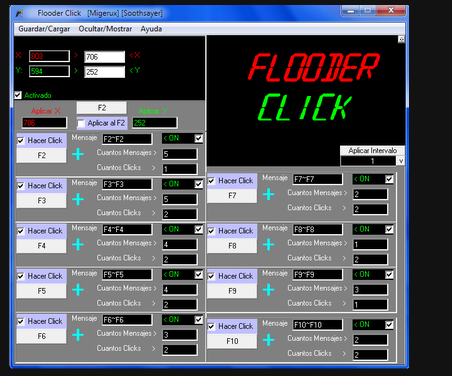 Flooder Click [Migerux] [Soothsayer]
Guardar/Cargar Ocultar/Mostrar Ayuda
X: > 706 < X
Y: 594 > 252 < Y
Activado
FLOODER
CLICK
Aplicar X F2
706 Aplicar al F2 252
Aplicar Intervalo
1 v
Hacer Click Mensaje F2~F2 < ON
F2 + Cuantos Mensajes > 5
Cuantos Clicks > 1
Hacer Click Mensaje F3~F3 < ON
F3 + Cuantos Mensajes > 5
Cuantos Clicks > 2
Hacer Click Mensaje F4~F4 < ON
F4 + Cuantos Mensajes > 4
Cuantos Clicks > 2
Hacer Click Mensaje F5~F5 < ON
F5 + Cuantos Mensajes > 4
Cuantos Clicks > 2
Hacer Click Mensaje F6~F6 < ON
F6 + Cuantos Mensajes > 3
Cuantos Clicks > 2
Hacer Click Mensaje F7~F7 < ON
F7 + Cuantos Mensajes > 2
Cuantos Clicks > 2
Hacer Click Mensaje F8~F8 < ON
F8 + Cuantos Mensajes > 1
Cuantos Clicks > 2
Hacer Click Mensaje F9~F9 < ON
F9 + Cuantos Mensajes > 3
Cuantos Clicks > 1
Hacer Click Mensaje F10~F10 < ON
F10 + Cuantos Mensajes > 2
Cuantos Clicks > 2